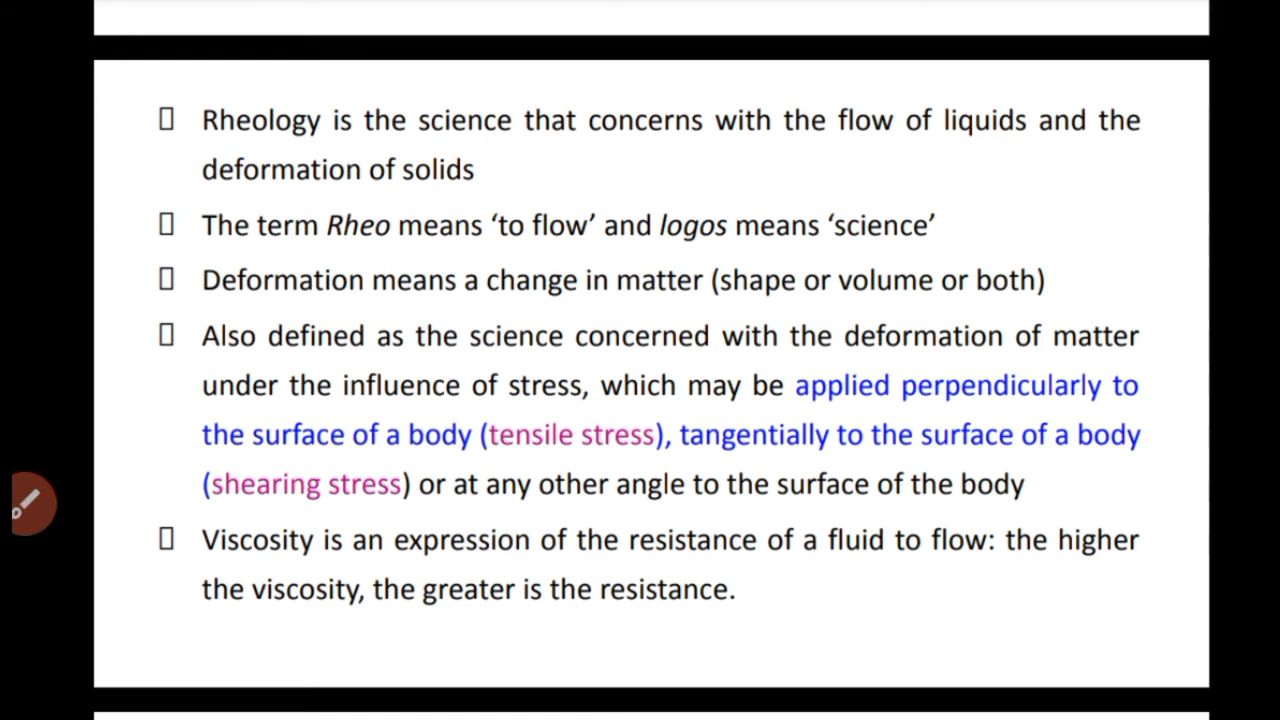 ▯ Rheology is the science that concerns with the flow of liquids and the
deformation of solids
▯ The term Rheo means ‘to flow’ and logos means ‘science’
▯ Deformation means a change in matter (shape or volume or both)
▯ Also defined as the science concerned with the deformation of matter
under the influence of stress, which may be applied perpendicularly to
the surface of a body (tensile stress), tangentially to the surface of a body
(shearing stress) or at any other angle to the surface of the body
▯ Viscosity is an expression of the resistance of a fluid to flow: the higher
the viscosity, the greater is the resistance.